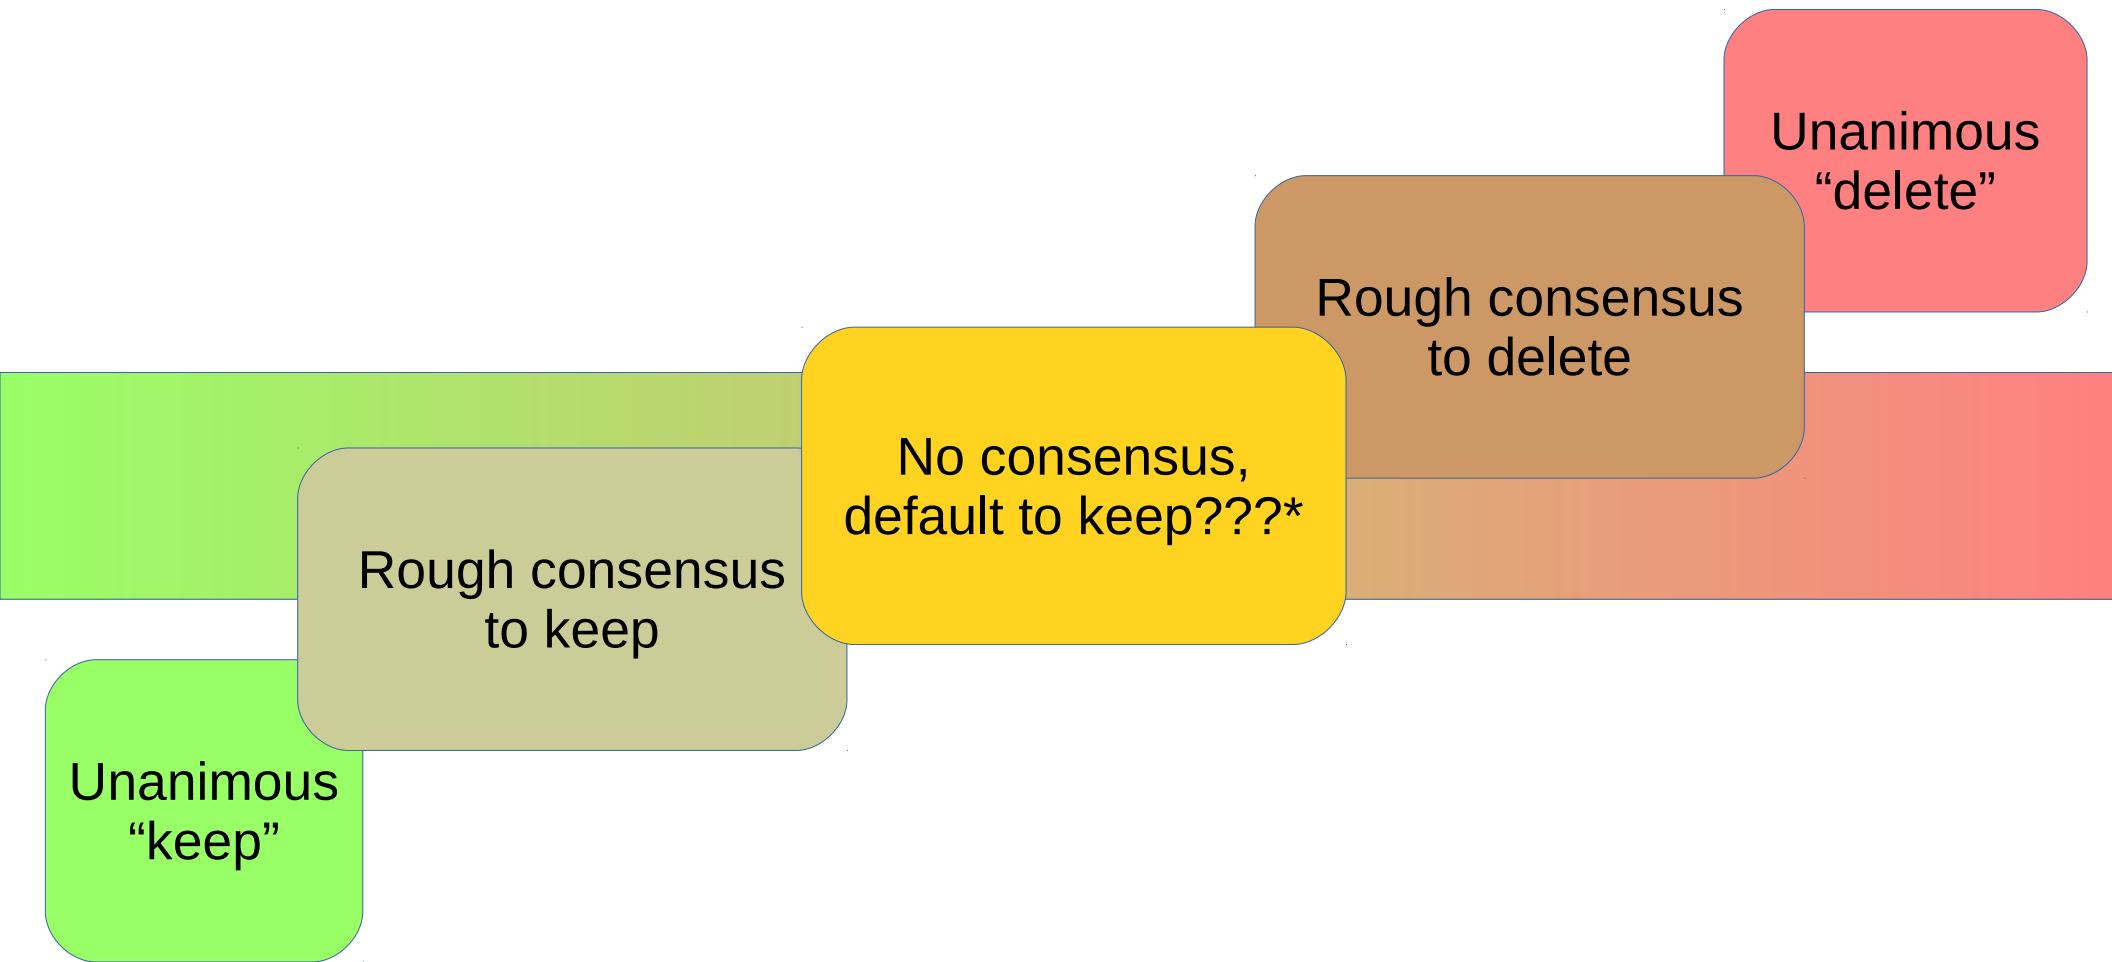 Unanimous
“keep”
Rough consensus
to keep
No consensus,
default to keep???*
Rough consensus
to delete
Unanimous
“delete”